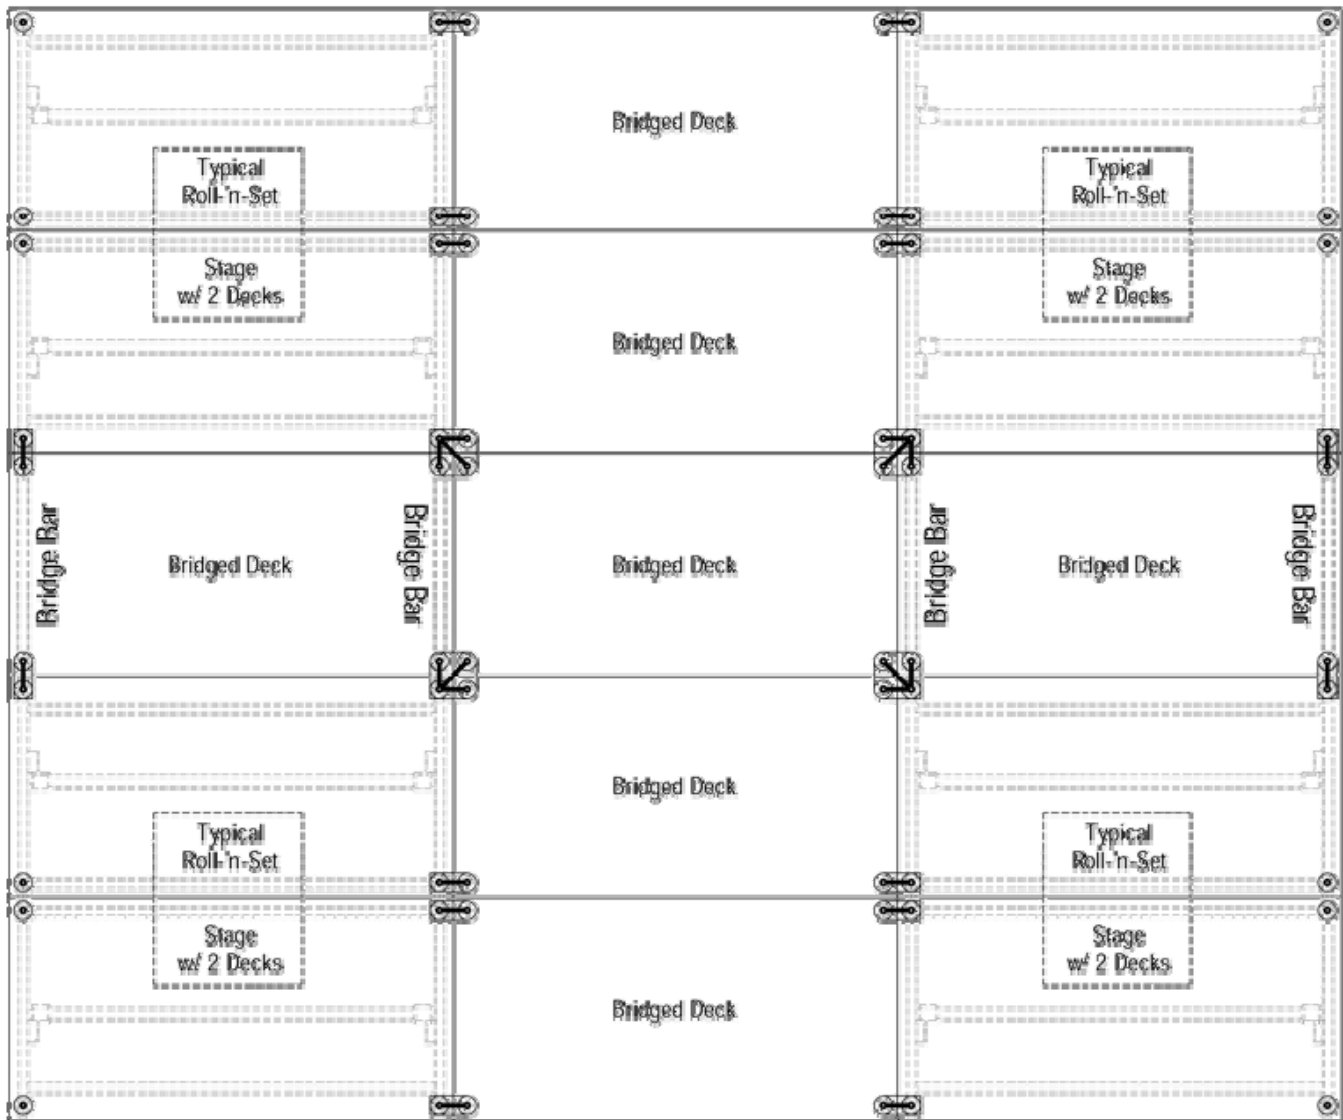 Bridged Deck
Typical
Roll-'n-Set
Typical
Roll-'n-Set
Stage
w/ 2 Decks
Stage
w/ 2 Decks
Bridged Deck
Bridge Bar
Bridged Deck
Bridge Bar
Bridged Deck
Bridge Bar
Bridged Deck
Bridge Bar
Bridged Deck
Typical
Roll-'n-Set
Typical
Roll-'n-Set
Stage
w/ 2 Decks
Stage
w/ 2 Decks
Bridged Deck